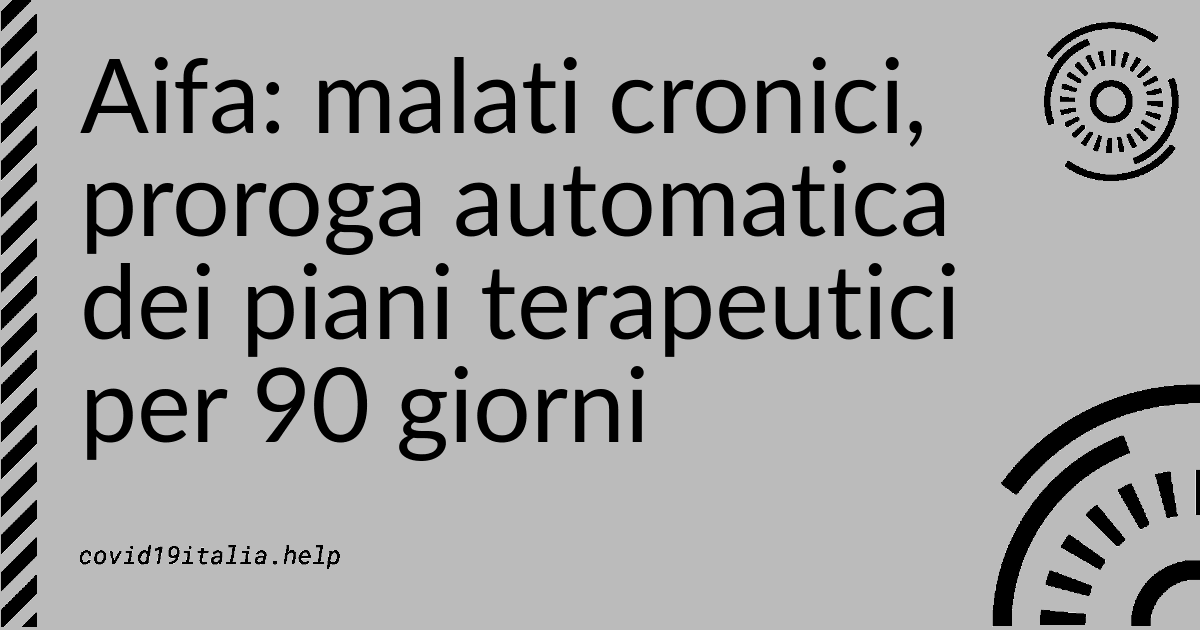 Aifa: malati cronici,
proroga automatica
dei piani terapeutici
per 90 giorni
covid19italia.help